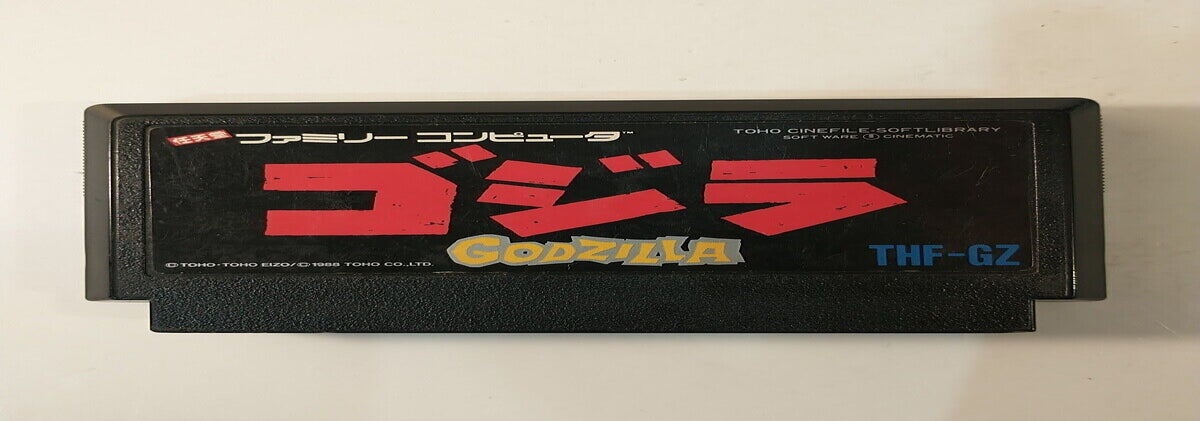 任天堂 ファミリー コンピュータ™
TOHO CINEFILE-SOFTLIBRARY
SOFT WARE Ⓢ CINEMATIC
ゴジラ
GODZILLA
©TOHO-TOHO EIZO/©1988 TOHO CO.,LTD.
THF-GZ